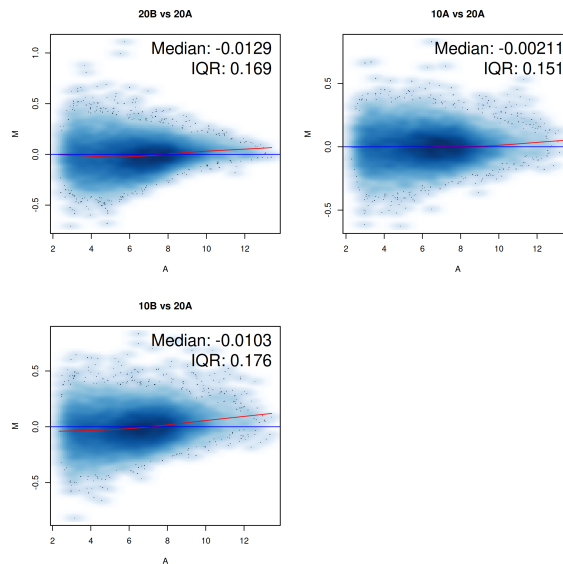 20B vs 20A
Median: -0.0129
IQR: 0.169
M
1.0
0.5
0.0
-0.5
2 4 6 8 10 12
A
10A vs 20A
Median: -0.00211
IQR: 0.151
M
0.5
0.0
-0.5
2 4 6 8 10 12
A
10B vs 20A
Median: -0.0103
IQR: 0.176
M
0.5
0.0
-0.5
2 4 6 8 10 12
A